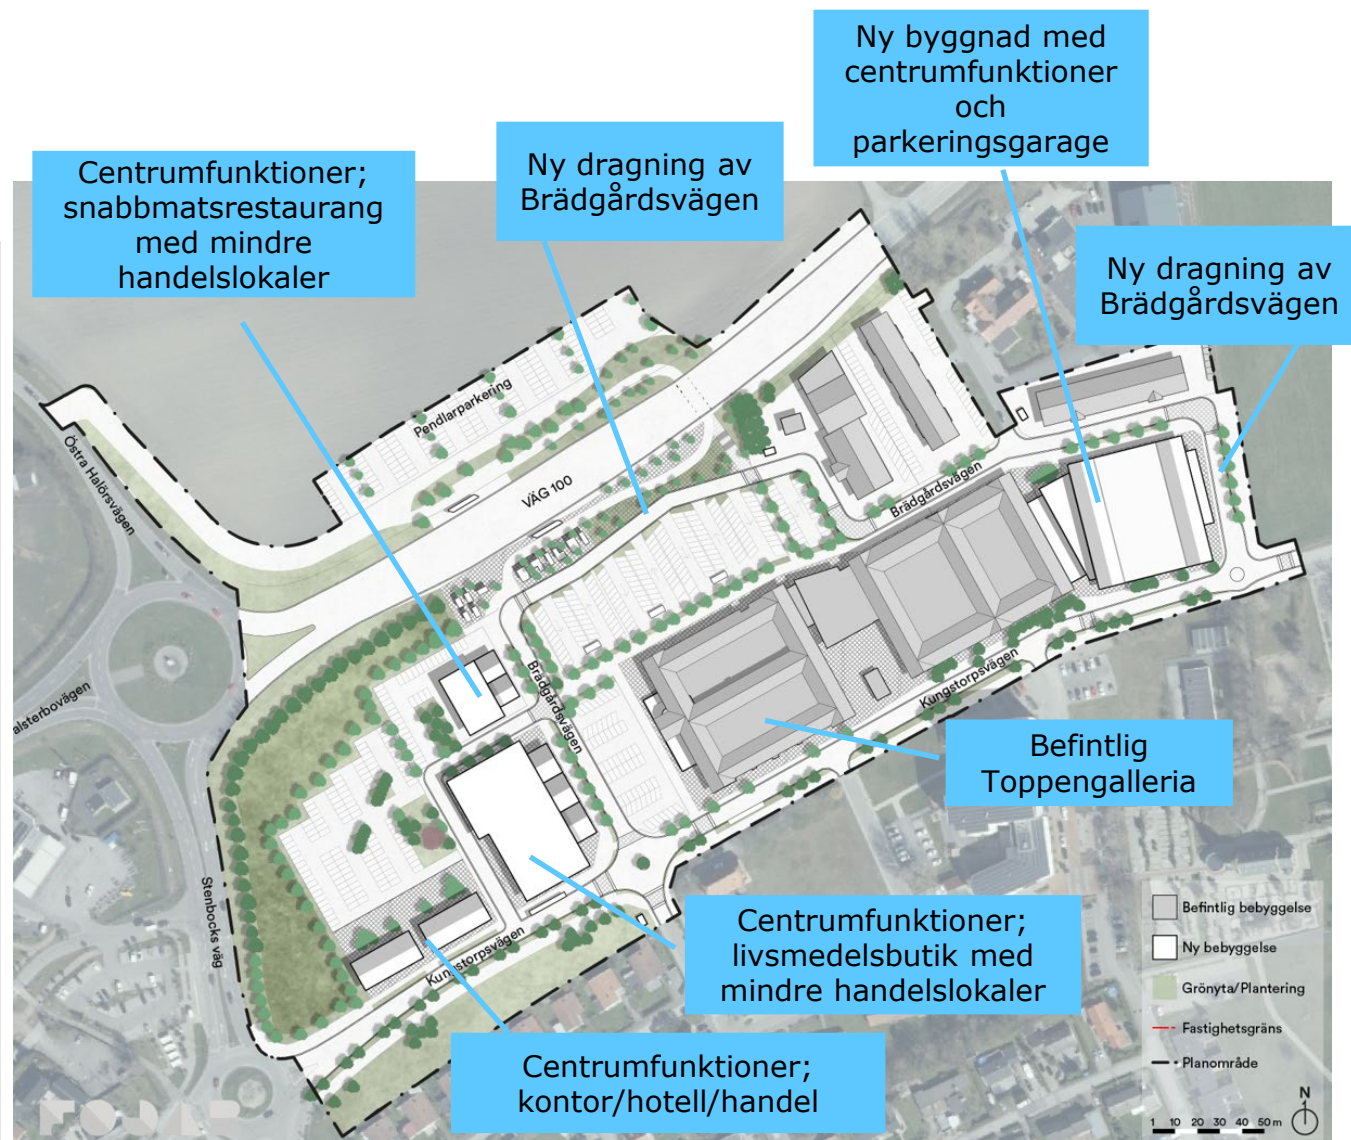 Ny byggnad med
centrumfunktioner
och
parkeringsgarage
Ny dragning av
Brädgårdsvägen
Centrumfunktioner;
snabbmatsrestaurang
med mindre
handelslokaler
Ny dragning av
Brädgårdsvägen
Pendlarparkering
Östra Halörsvägen
VÄG 100
Brädgårdsvägen
Brädgårdsvägen
Kungstorpsvägen
alsterbovägen
Befintlig
Toppengalleria
Stenbocks väg
Kungstorpsvägen
Centrumfunktioner;
livsmedelsbutik med
mindre handelslokaler
Centrumfunktioner;
kontor/hotell/handel
Befintlig bebyggelse
Ny bebyggelse
Grönyta/Plantering
Fastighetsgräns
Planområde
N
1 10 20 30 40 50 m
FOJAB